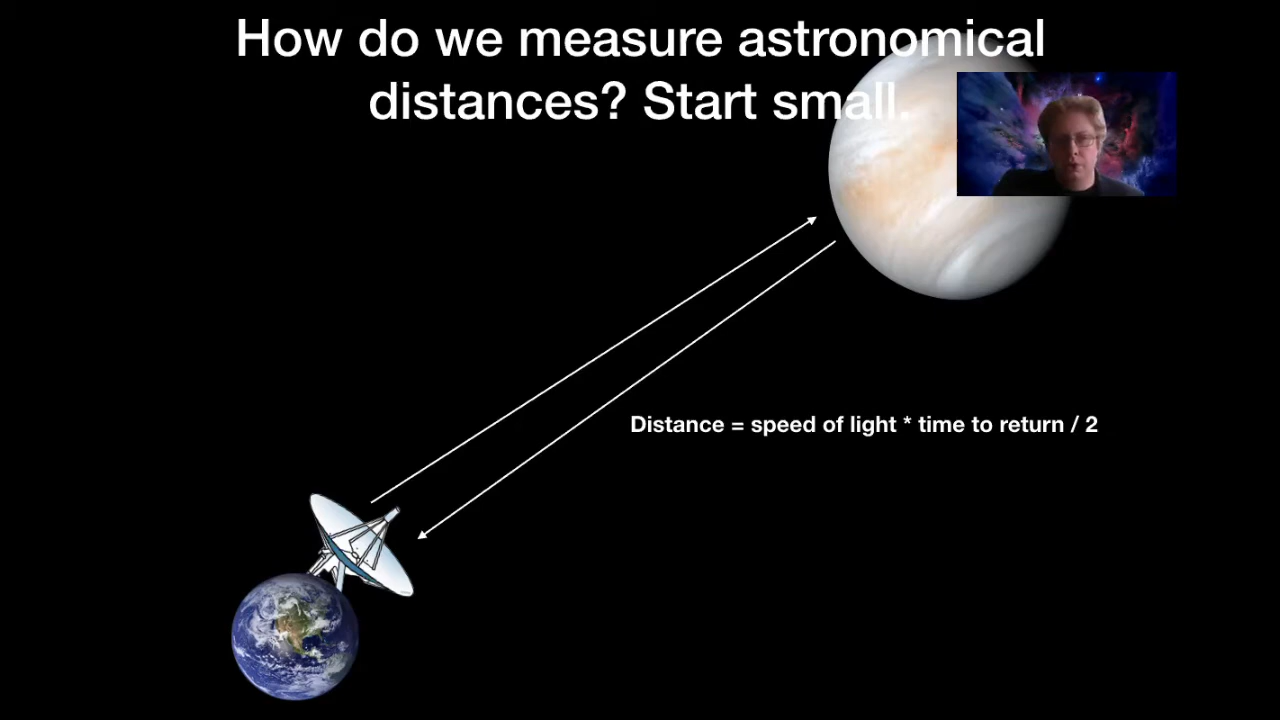 How do we measure astronomical
distances? Start small.
Distance = speed of light * time to return / 2